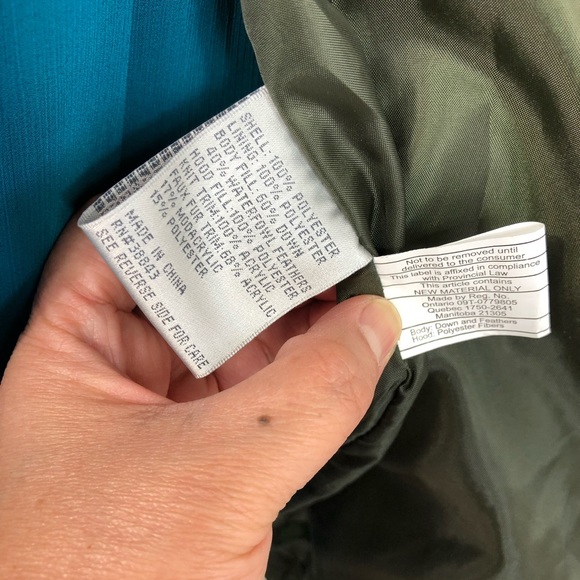 SHELL: 100% POLYESTER
LINING: 100% POLYESTER
BODY FILL: 60% DOWN
40% WATERFOWL FEATHERS
HOOD FILL: 100% POLYESTER
KNIT TRIM: 100% ACRYLIC
FAUX FUR TRIM: 68% ACRYLIC
17% MODACRYLIC
15% POLYESTER
MADE IN CHINA
RN#38843
SEE REVERSE SIDE FOR CARE
Not to be removed until
delivered to the consumer
This label is affixed in compliance
with Provincial Law
This article contains
NEW MATERIAL ONLY
Made by Reg. No.
Ontario 09T-0779805
Quebec 1750-2641
Manitoba 21305
Body: Down and Feathers
Hood: Polyester Fibers